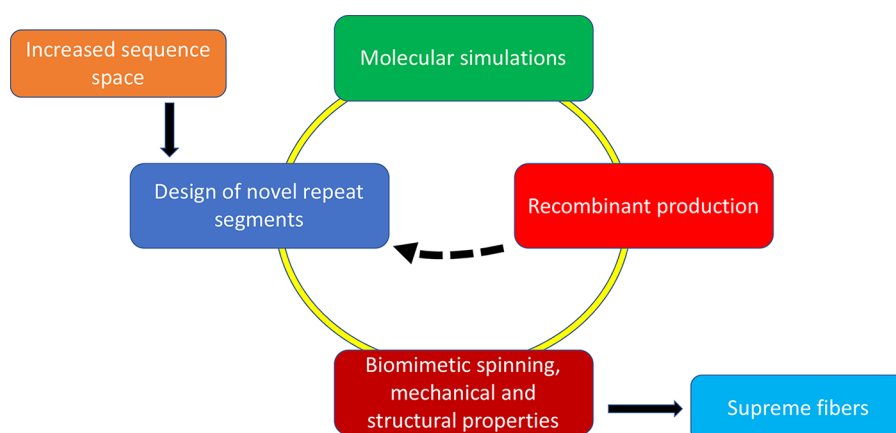 Increased sequence
space
Molecular simulations
Design of novel repeat
segments
Recombinant production
Biomimetic spinning,
mechanical and
structural properties
Supreme fibers